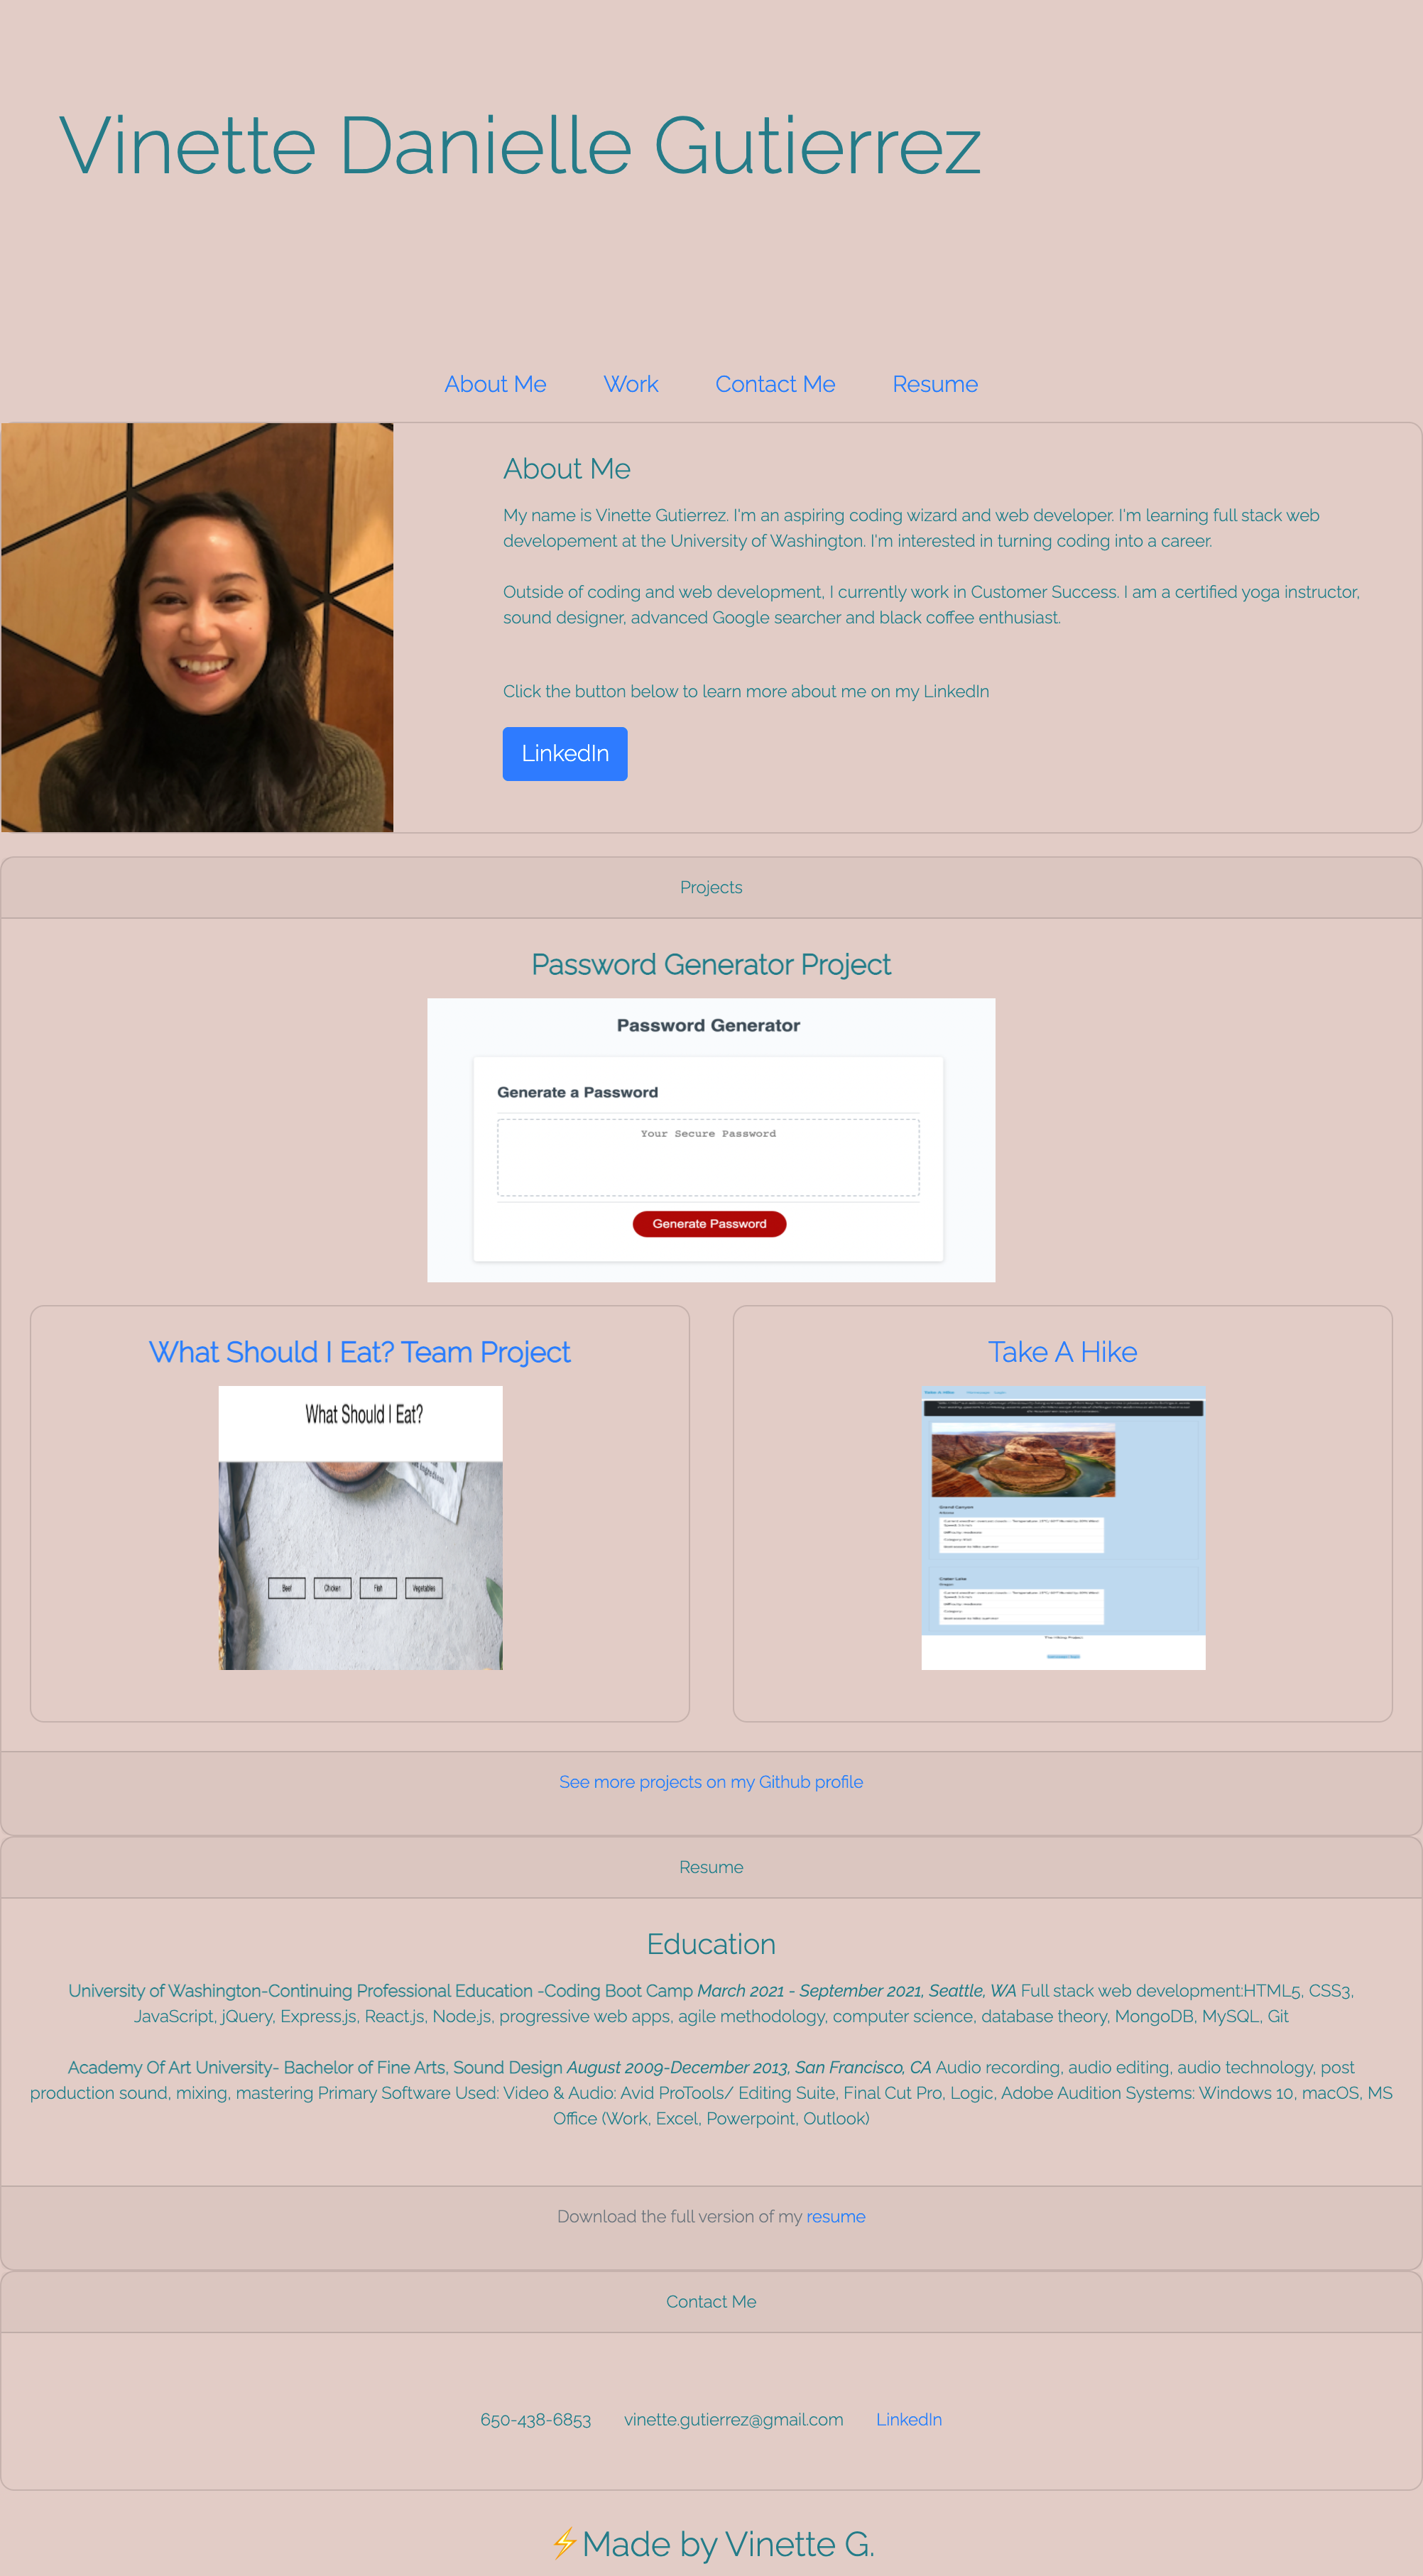 Vinette Danielle Gutierrez
About Me Work Contact Me Resume
About Me
My name is Vinette Gutierrez. I'm an aspiring coding wizard and web developer. I'm learning full stack web
developement at the University of Washington. I'm interested in turning coding into a career.
Outside of coding and web development, I currently work in Customer Success. I am a certified yoga instructor,
sound designer, advanced Google searcher and black coffee enthusiast.
Click the button below to learn more about me on my LinkedIn
LinkedIn
Projects
Password Generator Project
Password Generator
Generate a Password
Your Secure Password
Generate Password
What Should I Eat? Team Project
What Should I Eat?
Beef Chicken Fish Vegetables
Take A Hike
Take A Hike
Grand Canyon
Arizona
Crater Lake
Oregon
The Hiking Project
See more projects on my Github profile
Resume
Education
University of Washington-Continuing Professional Education -Coding Boot Camp March 2021 - September 2021, Seattle, WA Full stack web development:HTML5, CSS3,
JavaScript, jQuery, Express.js, React.js, Node.js, progressive web apps, agile methodology, computer science, database theory, MongoDB, MySQL, Git
Academy Of Art University- Bachelor of Fine Arts, Sound Design August 2009-December 2013, San Francisco, CA Audio recording, audio editing, audio technology, post
production sound, mixing, mastering Primary Software Used: Video & Audio: Avid ProTools/ Editing Suite, Final Cut Pro, Logic, Adobe Audition Systems: Windows 10, macOS, MS
Office (Work, Excel, Powerpoint, Outlook)
Download the full version of my resume
Contact Me
650-438-6853 vinette.gutierrez@gmail.com LinkedIn
⚡Made by Vinette G.